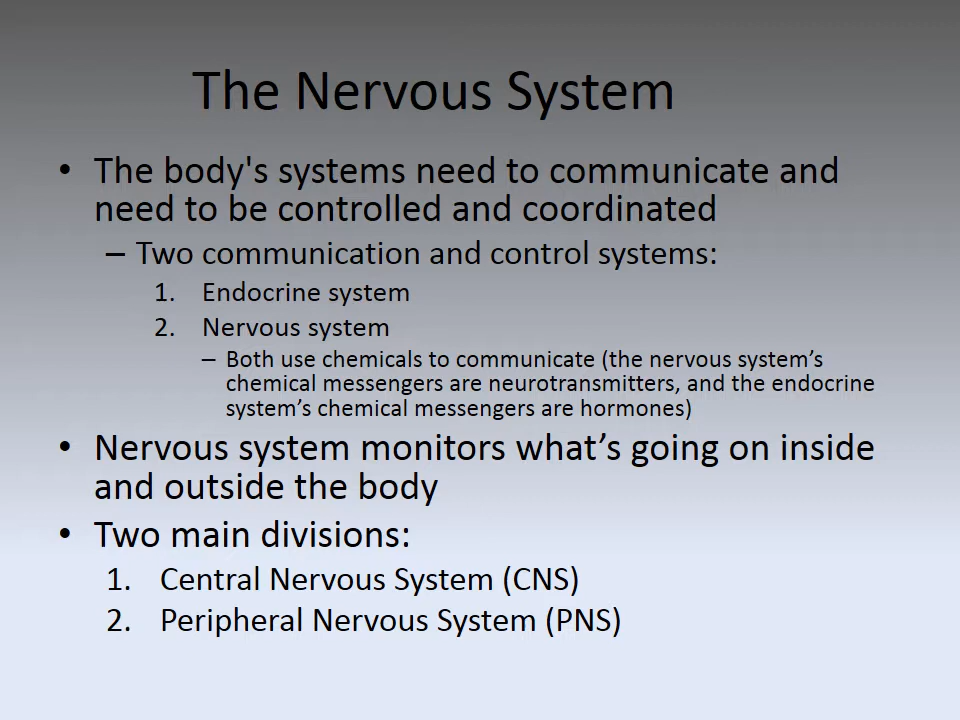 The Nervous System
• The body's systems need to communicate and
need to be controlled and coordinated
– Two communication and control systems:
1. Endocrine system
2. Nervous system
– Both use chemicals to communicate (the nervous system’s
chemical messengers are neurotransmitters, and the endocrine
system’s chemical messengers are hormones)
• Nervous system monitors what’s going on inside
and outside the body
• Two main divisions:
1. Central Nervous System (CNS)
2. Peripheral Nervous System (PNS)